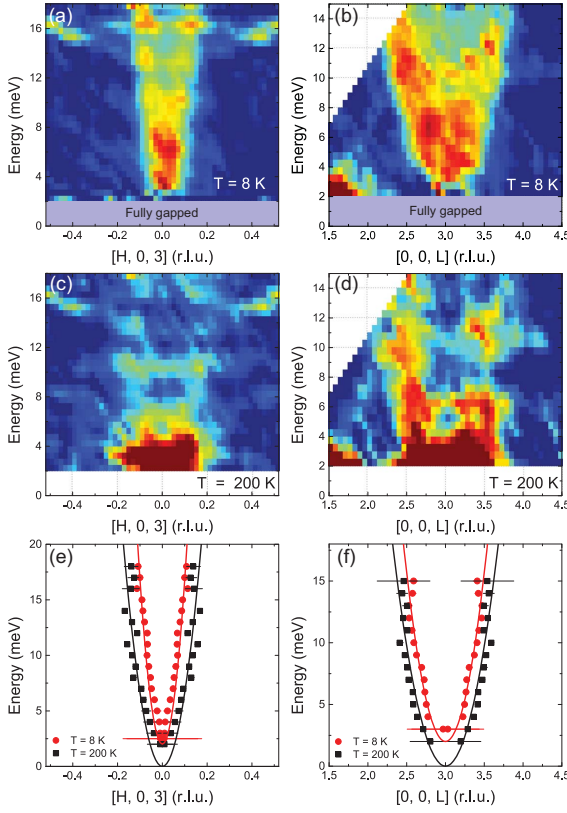 (a)
16
12
8
4
0
Energy (meV)
T = 8 K
Fully gapped
-0.4 -0.2 0.0 0.2 0.4
[H, 0, 3] (r.l.u.)
(b)
14
12
10
8
6
4
2
0
Energy (meV)
T = 8 K
Fully gapped
1.5 2.0 2.5 3.0 3.5 4.0 4.5
[0, 0, L] (r.l.u.)
(c)
16
12
8
4
0
Energy (meV)
T = 200 K
-0.4 -0.2 0.0 0.2 0.4
[H, 0, 3] (r.l.u.)
(d)
14
12
10
8
6
4
2
0
Energy (meV)
T = 200 K
1.5 2.0 2.5 3.0 3.5 4.0 4.5
[0, 0, L] (r.l.u.)
(e)
20
15
10
5
0
Energy (meV)
T = 8 K
T = 200 K
-0.4 -0.2 0.0 0.2 0.4
[H, 0, 3] (r.l.u.)
(f)
20
15
10
5
0
Energy (meV)
T = 8 K
T = 200 K
1.5 2.0 2.5 3.0 3.5 4.0 4.5
[0, 0, L] (r.l.u.)